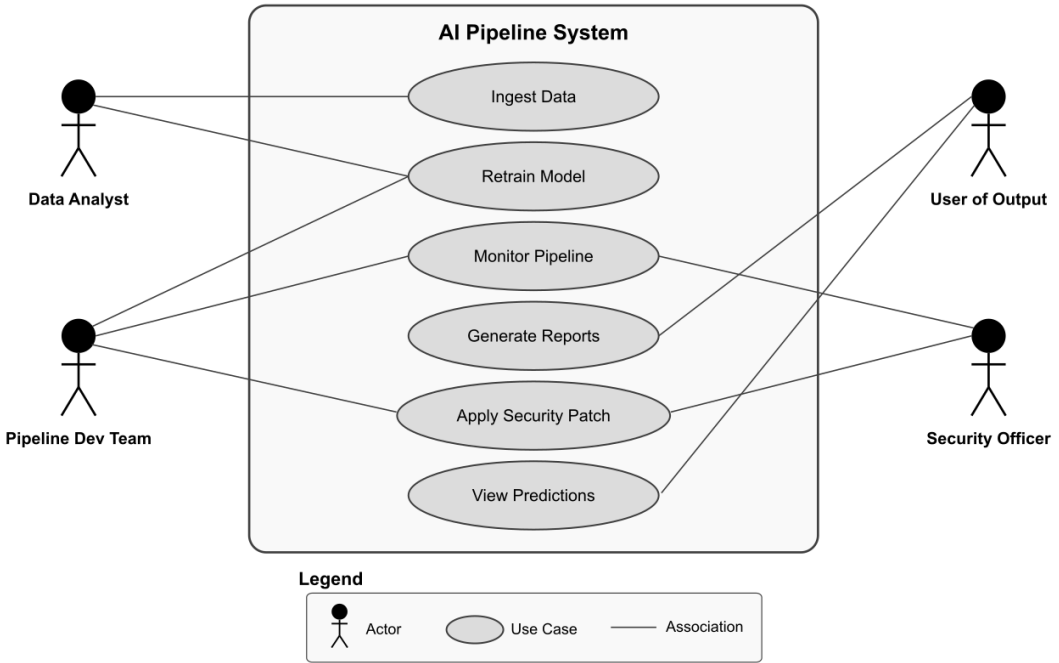 AI Pipeline System
Ingest Data
Retrain Model
Data Analyst
User of Output
Monitor Pipeline
Generate Reports
Apply Security Patch
Pipeline Dev Team
Security Officer
View Predictions
Legend
Actor
Use Case
Association